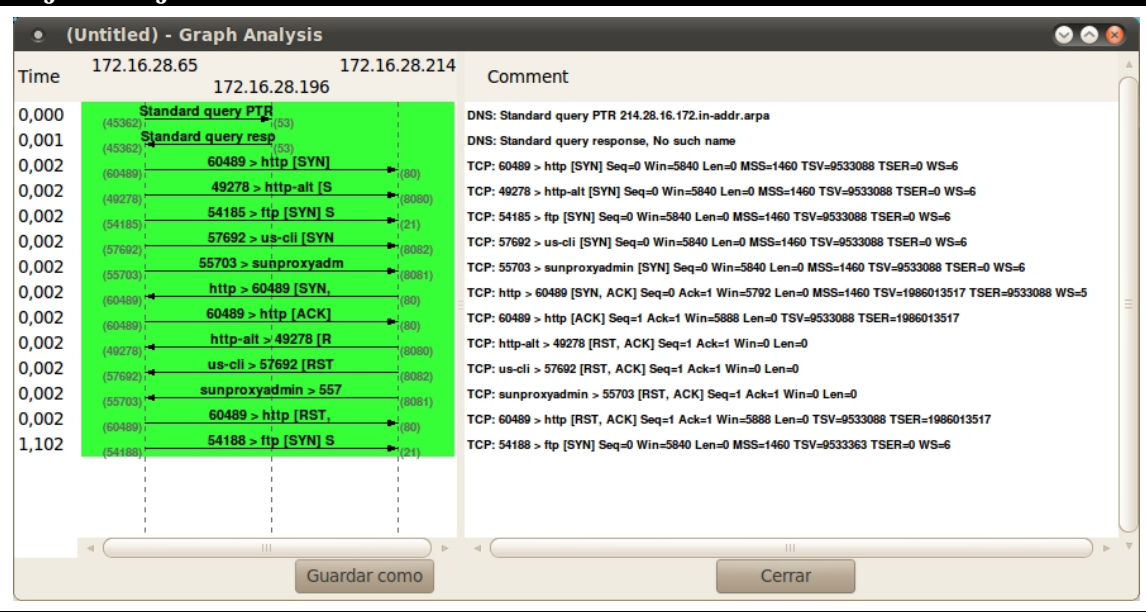 (Untitled) - Graph Analysis
Time 172.16.28.65 172.16.28.196 172.16.28.214 Comment
0,000 Standard query PTR (45362) (53) DNS: Standard query PTR 214.28.16.172.in-addr.arpa
0,001 Standard query resp (45362) (53) DNS: Standard query response, No such name
0,002 60489 > http [SYN] (60489) (80) TCP: 60489 > http [SYN] Seq=0 Win=5840 Len=0 MSS=1460 TSV=9533088 TSER=0 WS=6
0,002 49278 > http-alt [S (49278) (8080) TCP: 49278 > http-alt [SYN] Seq=0 Win=5840 Len=0 MSS=1460 TSV=9533088 TSER=0 WS=6
0,002 54185 > ftp [SYN] S (54185) (21) TCP: 54185 > ftp [SYN] Seq=0 Win=5840 Len=0 MSS=1460 TSV=9533088 TSER=0 WS=6
0,002 57692 > us-cli [SYN (57692) (8082) TCP: 57692 > us-cli [SYN] Seq=0 Win=5840 Len=0 MSS=1460 TSV=9533088 TSER=0 WS=6
0,002 55703 > sunproxyadm (55703) (8081) TCP: 55703 > sunproxyadmin [SYN] Seq=0 Win=5840 Len=0 MSS=1460 TSV=9533088 TSER=0 WS=6
0,002 http > 60489 [SYN, (60489) (80) TCP: http > 60489 [SYN, ACK] Seq=0 Ack=1 Win=5792 Len=0 MSS=1460 TSV=1986013517 TSER=9533088 WS=5
0,002 60489 > http [ACK] (60489) (80) TCP: 60489 > http [ACK] Seq=1 Ack=1 Win=5888 Len=0 TSV=9533088 TSER=1986013517
0,002 http-alt > 49278 [R (49278) (8080) TCP: http-alt > 49278 [RST, ACK] Seq=1 Ack=1 Win=0 Len=0
0,002 us-cli > 57692 [RST (57692) (8082) TCP: us-cli > 57692 [RST, ACK] Seq=1 Ack=1 Win=0 Len=0
0,002 sunproxyadmin > 557 (55703) (8081) TCP: sunproxyadmin > 55703 [RST, ACK] Seq=1 Ack=1 Win=0 Len=0
0,002 60489 > http [RST, (60489) (80) TCP: 60489 > http [RST, ACK] Seq=1 Ack=1 Win=5888 Len=0 TSV=9533088 TSER=1986013517
1,102 54188 > ftp [SYN] S (54188) (21) TCP: 54188 > ftp [SYN] Seq=0 Win=5840 Len=0 MSS=1460 TSV=9533363 TSER=0 WS=6
Guardar como Cerrar